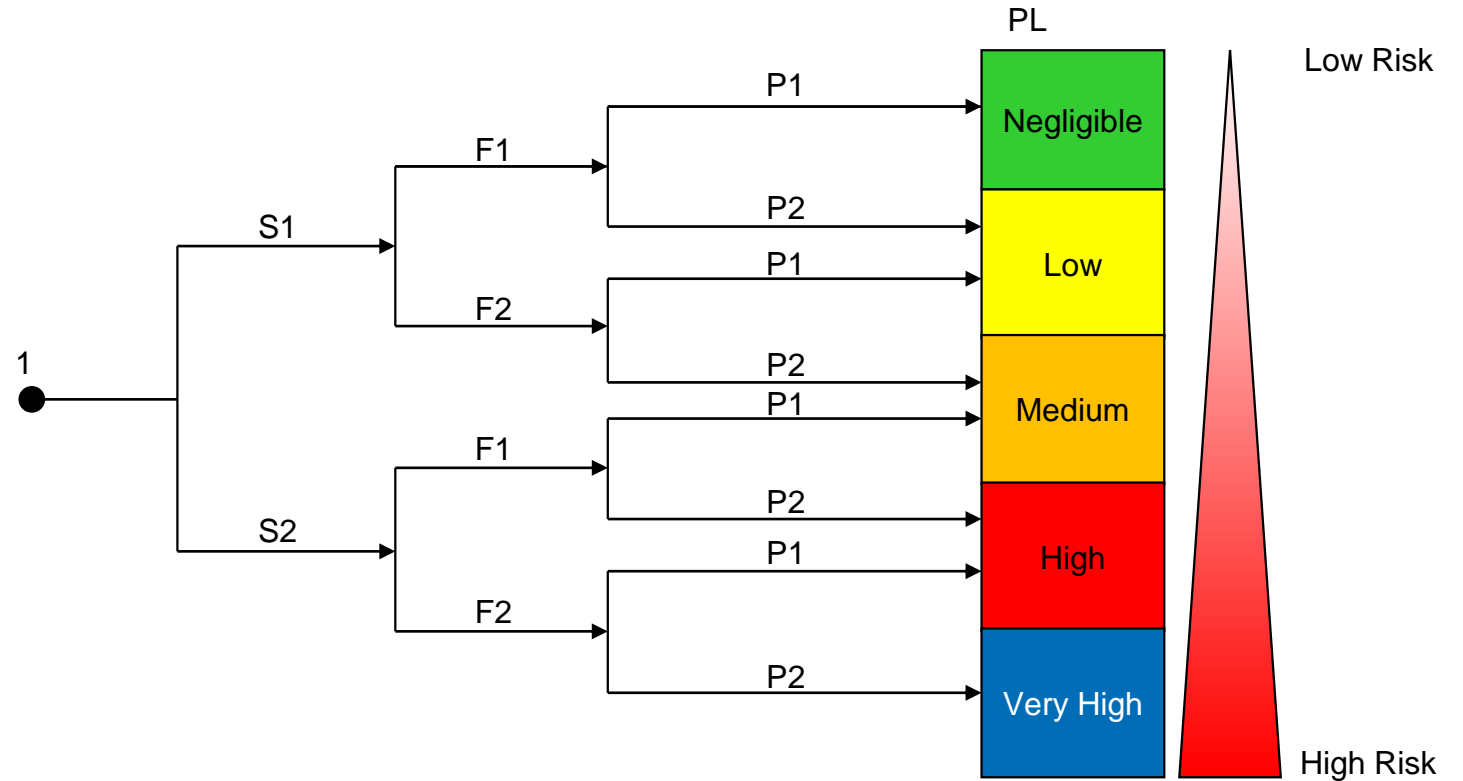 PL
Low Risk
P1
Negligible
F1
P2
S1
P1
Low
F2
1
P2
P1
Medium
F1
P2
S2
P1
High
F2
P2
Very High
High Risk